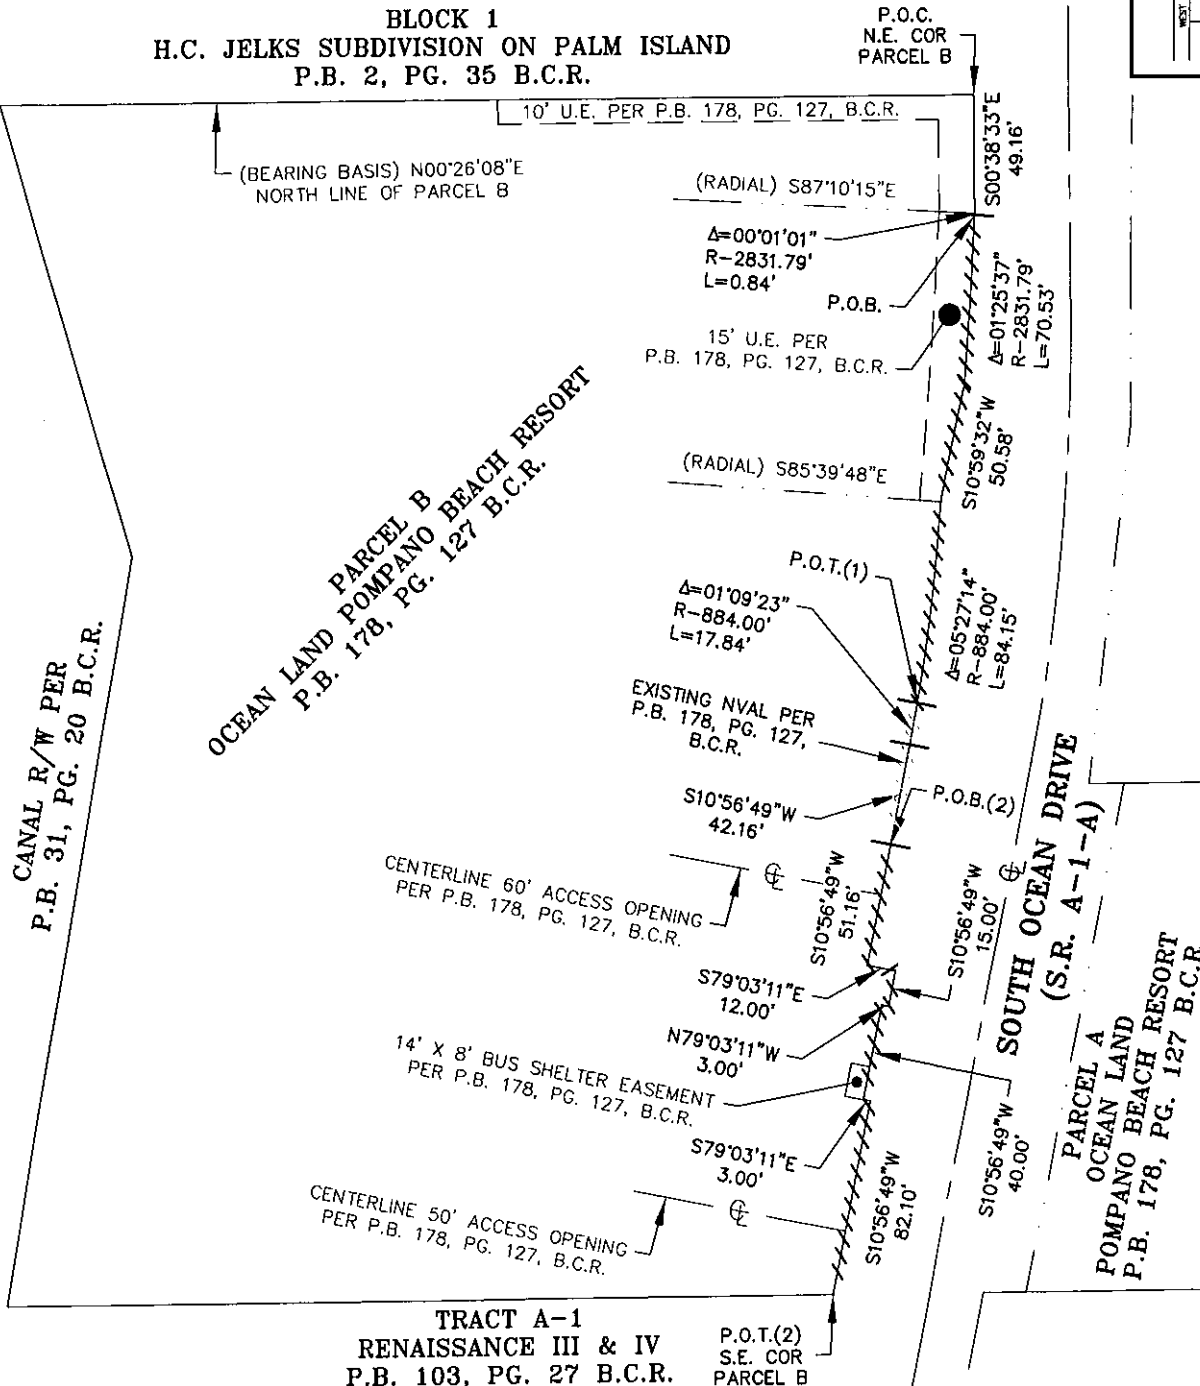 BLOCK 1
H.C. JELKS SUBDIVISION ON PALM ISLAND
P.B. 2, PG. 35 B.C.R.
P.O.C.
N.E. COR
PARCEL B
WEST
10' U.E. PER P.B. 178, PG. 127, B.C.R.
(BEARING BASIS) N00°26'08"E
NORTH LINE OF PARCEL B
S00°38'33"E
49.16'
(RADIAL) S87°10'15"E
Δ=00°01'01"
R-2831.79'
L=0.84'
P.O.B.
Δ=01°25'37"
R-2831.79'
L=70.53'
15' U.E. PER
P.B. 178, PG. 127, B.C.R.
S10°59'32"W
50.58'
(RADIAL) S85°39'48"E
PARCEL B
OCEAN LAND POMPANO BEACH RESORT
P.B. 178, PG. 127 B.C.R.
P.O.T.(1)
Δ=01°09'23"
R-884.00'
L=17.84'
Δ=05°27'14"
R-884.00'
L=84.15'
CANAL R/W PER
P.B. 31, PG. 20 B.C.R.
EXISTING NVAL PER
P.B. 178, PG. 127,
B.C.R.
S10°56'49"W
42.16'
P.O.B.(2)
SOUTH OCEAN DRIVE
(S.R. A-1-A)
CENTERLINE 60' ACCESS OPENING
PER P.B. 178, PG. 127, B.C.R.
℄
S10°56'49"W
51.16'
S10°56'49"W
15.00'
S79°03'11"E
12.00'
N79°03'11"W
3.00'
14' X 8' BUS SHELTER EASEMENT
PER P.B. 178, PG. 127, B.C.R.
S79°03'11"E
3.00'
S10°56'49"W
40.00'
PARCEL A
OCEAN LAND
POMPANO BEACH RESORT
P.B. 178, PG. 127 B.C.R
CENTERLINE 50' ACCESS OPENING
PER P.B. 178, PG. 127, B.C.R.
℄
S10°56'49"W
82.10'
TRACT A-1
RENAISSANCE III & IV
P.B. 103, PG. 27 B.C.R.
P.O.T.(2)
S.E. COR
PARCEL B